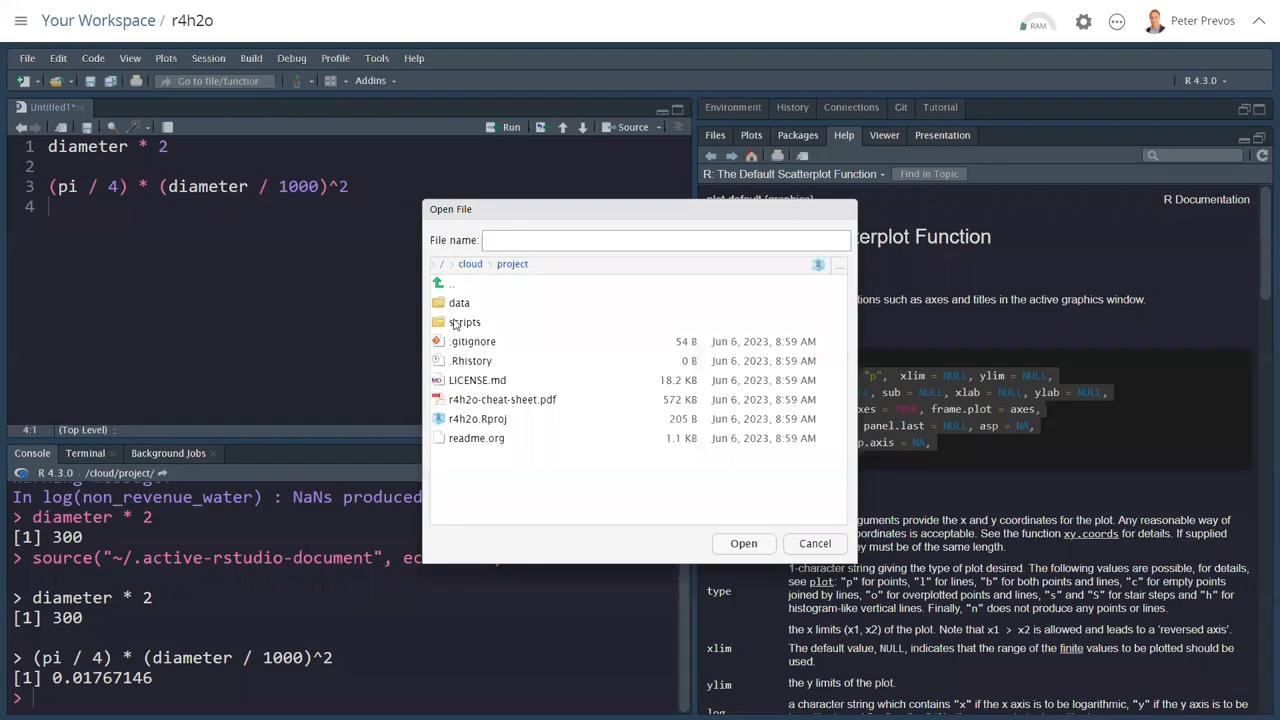 Your Workspace / r4h2o
RAM
Peter Prevos
File Edit Code View Plots Session Build Debug Profile Tools Help
Go to file/function
Addins
R 4.3.0
Untitled1*
Environment History Connections Git Tutorial
Run
Source
Files Plots Packages Help Viewer Presentation
1 diameter * 2
2
3 (pi / 4) * (diameter / 1000)^2
4
R: The Default Scatterplot Function
Find in Topic
R Documentation
erplot Function
ions such as axes and titles in the active graphics window.
"p", xlim = NULL, ylim = NULL,
sub = NULL, xlab = NULL, ylab = NULL,
axes = TRUE, frame.plot = axes,
panel.last = NULL, asp = NA,
p.axis = NA,
guments provide the x and y coordinates for the plot. Any reasonable way of
ordinates is acceptable. See the function xy.coords for details. If supplied
hey must be of the same length.
type
1-character string giving the type of plot desired. The following values are possible, for details,
see plot: "p" for points, "l" for lines, "b" for both points and lines, "c" for empty points
joined by lines, "o" for overplotted points and lines, "s" and "S" for stair steps and "h" for
histogram-like vertical lines. Finally, "n" does not produce any points or lines.
the x limits (x1, x2) of the plot. Note that x1 > x2 is allowed and leads to a ‘reversed axis’.
xlim
The default value, NULL, indicates that the range of the finite values to be plotted should be
used.
ylim
the y limits of the plot.
a character string which contains "x" if the x axis is to be logarithmic, "y" if the y axis is to be
Open File
File name:
/ cloud project
...
..
data
scripts
.gitignore 54 B Jun 6, 2023, 8:59 AM
.Rhistory 0 B Jun 6, 2023, 8:59 AM
LICENSE.md 18.2 KB Jun 6, 2023, 8:59 AM
r4h2o-cheat-sheet.pdf 572 KB Jun 6, 2023, 8:59 AM
r4h2o.Rproj 205 B Jun 6, 2023, 8:59 AM
readme.org 1.1 KB Jun 6, 2023, 8:59 AM
Open
Cancel
4:1 (Top Level)
Console Terminal Background Jobs
R 4.3.0 · /cloud/project/
In log(non_revenue_water) : NaNs produced
> diameter * 2
[1] 300
> source("~/.active-rstudio-document", ec
> diameter * 2
[1] 300
> (pi / 4) * (diameter / 1000)^2
[1] 0.01767146
>